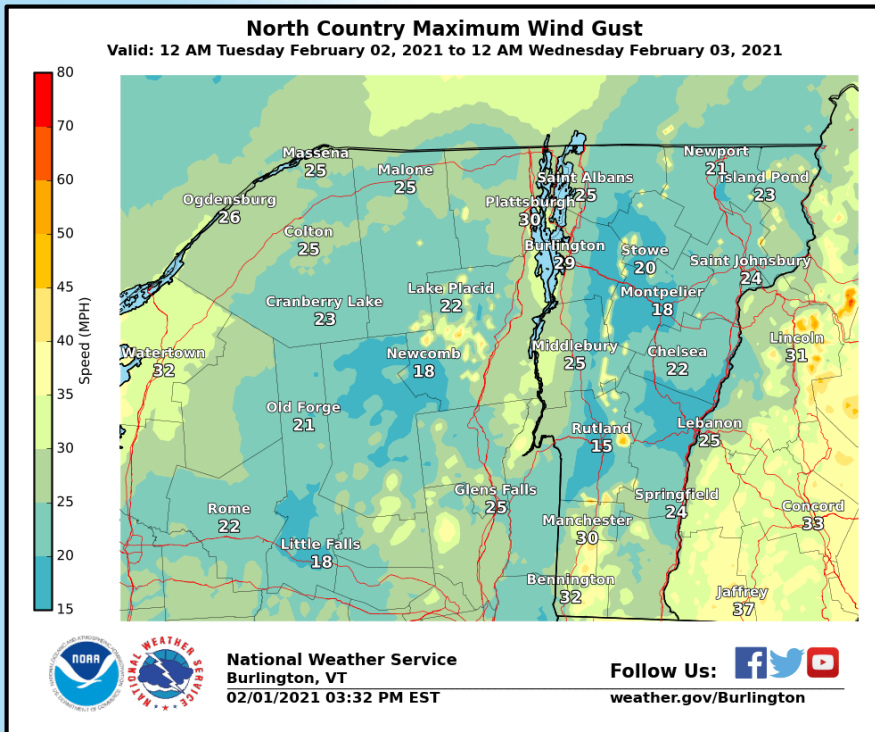 North Country Maximum Wind Gust
Valid: 12 AM Tuesday February 02, 2021 to 12 AM Wednesday February 03, 2021
80
70
60
50
45
40
35
30
25
20
15
Speed (MPH)
Massena
25
Malone
25
Saint Albans
25
Newport
21
Island Pond
23
Ogdensburg
26
Plattsburgh
30
Colton
25
Burlington
29
Stowe
20
Saint Johnsbury
24
Cranberry Lake
23
Lake Placid
22
Montpelier
18
Watertown
32
Newcomb
18
Middlebury
25
Chelsea
22
Lincoln
31
Old Forge
21
Rutland
15
Lebanon
25
Rome
22
Glens Falls
25
Springfield
24
Manchester
30
Concord
33
Little Falls
18
Bennington
32
Jaffrey
37
NOAA
NATIONAL WEATHER SERVICE
National Weather Service
Burlington, VT
02/01/2021 03:32 PM EST
Follow Us:
weather.gov/Burlington